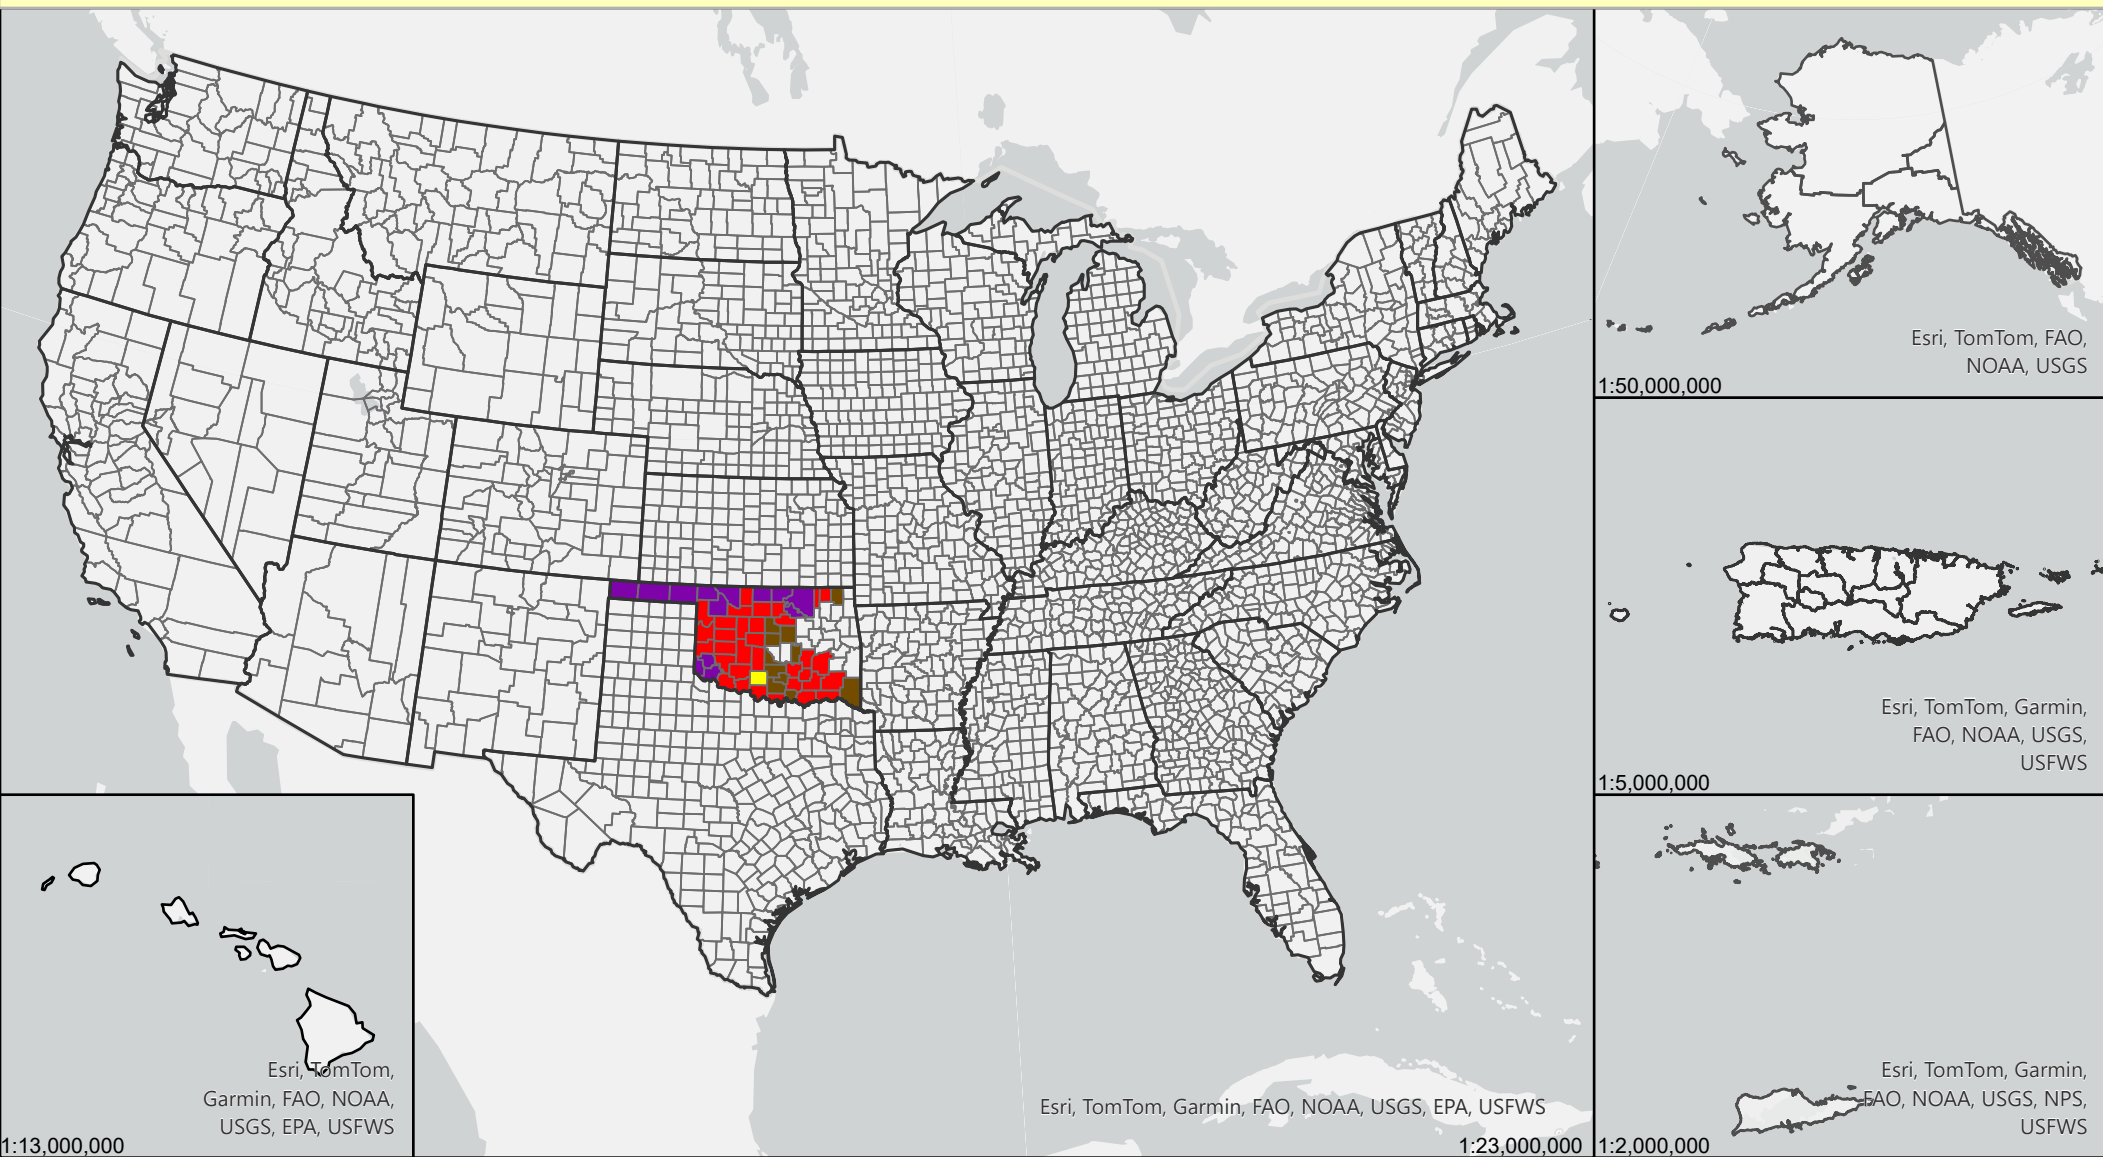 Esri, TomTom, FAO,
NOAA, USGS
1:50,000,000
Esri, TomTom, Garmin,
FAO, NOAA, USGS,
USFWS
1:5,000,000
Esri, TomTom,
Garmin, FAO, NOAA,
USGS, EPA, USFWS
1:13,000,000
Esri, TomTom, Garmin, FAO, NOAA, USGS, EPA, USFWS
1:23,000,000
Esri, TomTom, Garmin,
FAO, NOAA, USGS, NPS,
USFWS
1:2,000,000